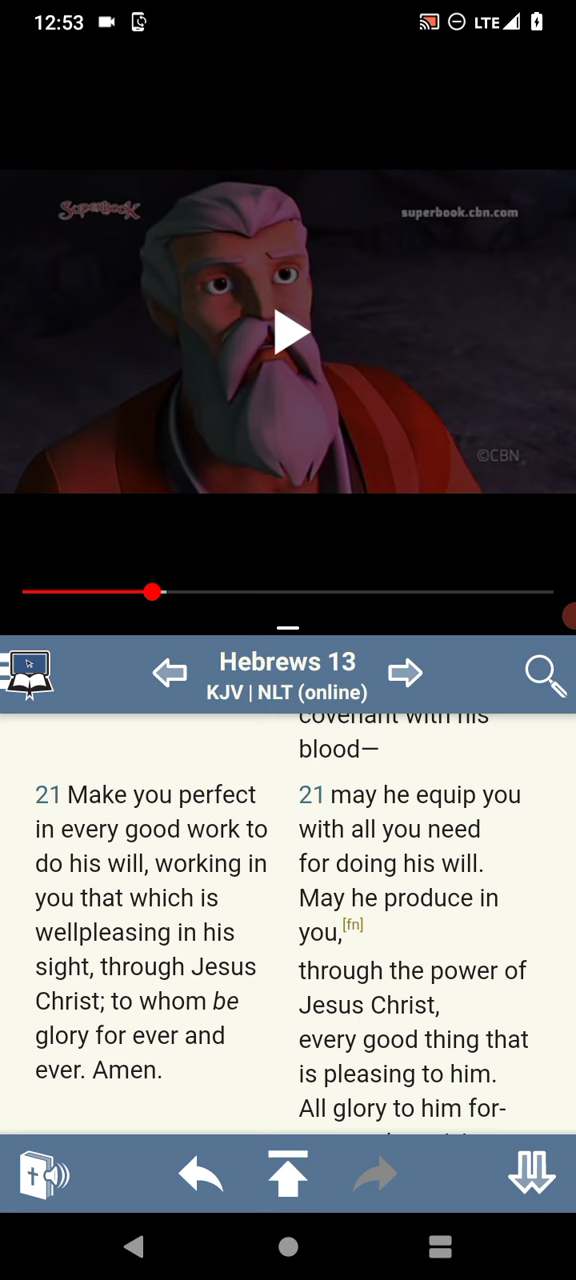 12:53
LTE
SUPERBOOK
superbook.cbn.com
©CBN
Hebrews 13
KJV | NLT (online)
covenant with his
blood—
21 Make you perfect
in every good work to
do his will, working in
you that which is
wellpleasing in his
sight, through Jesus
Christ; to whom be
glory for ever and
ever. Amen.
21 may he equip you
with all you need
for doing his will.
May he produce in
you,[fn]
through the power of
Jesus Christ,
every good thing that
is pleasing to him.
All glory to him for-